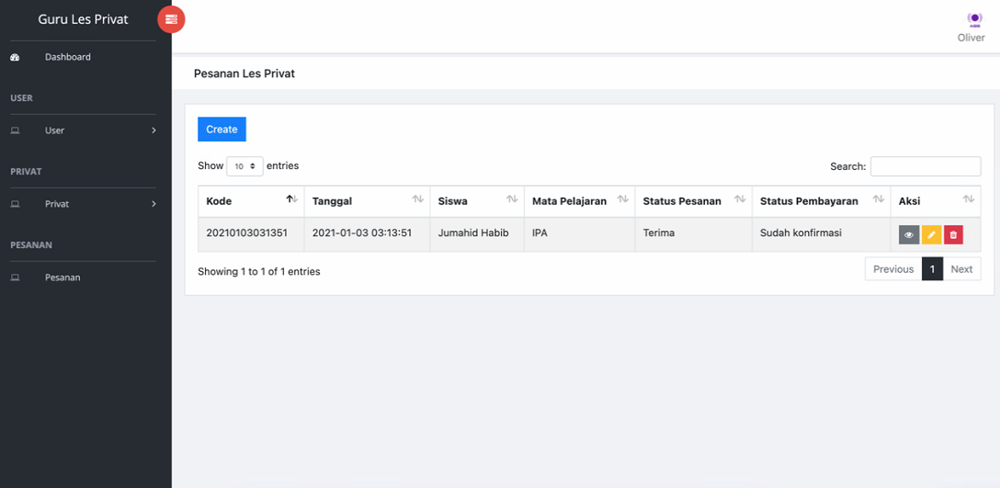 Guru Les Privat
Oliver
Dashboard
USER
User
PRIVAT
Privat
PESANAN
Pesanan
Pesanan Les Privat
Create
Show 10 entries
Search:
Kode Tanggal Siswa Mata Pelajaran Status Pesanan Status Pembayaran Aksi
20210103031351 2021-01-03 03:13:51 Jumahid Habib IPA Terima Sudah konfirmasi
Showing 1 to 1 of 1 entries
Previous 1 Next